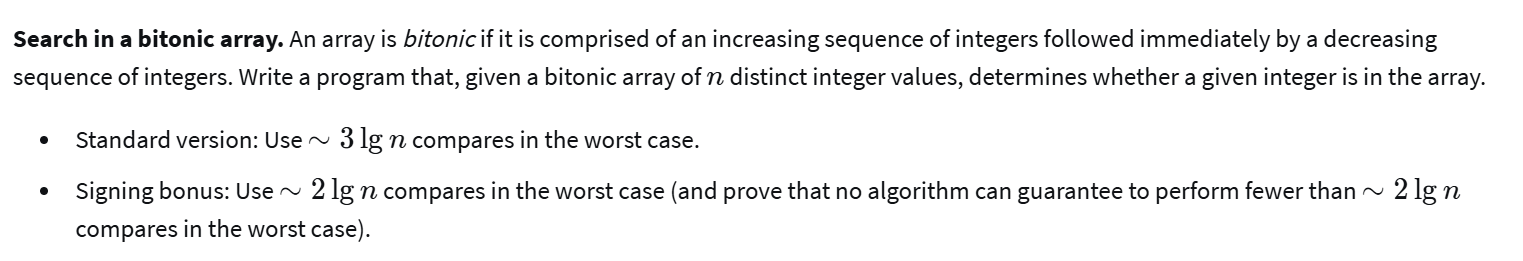 Search in a bitonic array. An array is bitonic if it is comprised of an increasing sequence of integers followed immediately by a decreasing
sequence of integers. Write a program that, given a bitonic array of n distinct integer values, determines whether a given integer is in the array.
• Standard version: Use ∼ 3 lg n compares in the worst case.
• Signing bonus: Use ∼ 2 lg n compares in the worst case (and prove that no algorithm can guarantee to perform fewer than ∼ 2 lg n
compares in the worst case).